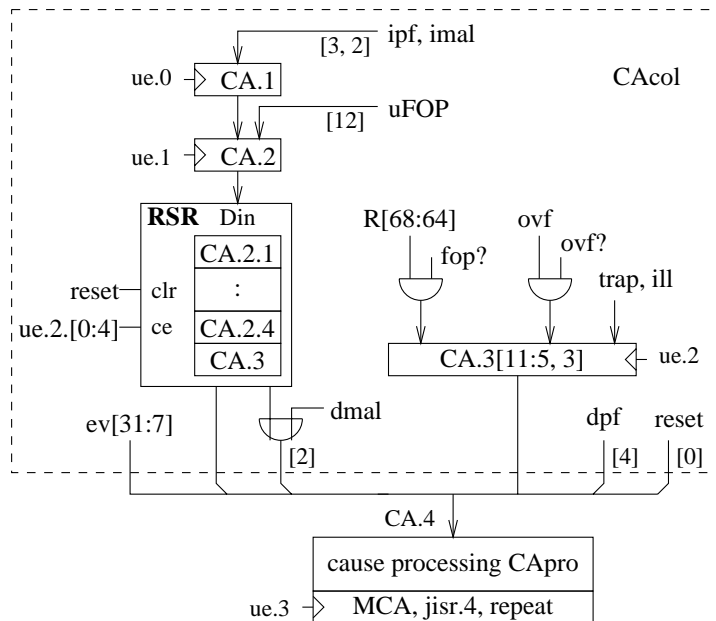 ipf, imal
[3, 2]
ue.0
CA.1
CAcol
uFOP
[12]
ue.1
CA.2
RSR Din
R[68:64]
ovf
CA.2.1
fop?
ovf?
reset
clr
:
trap, ill
ue.2.[0:4]
ce
CA.2.4
CA.3
CA.3[11:5, 3]
ue.2
dmal
ev[31:7]
dpf
reset
[2]
[4]
[0]
CA.4
cause processing CApro
ue.3
MCA, jisr.4, repeat